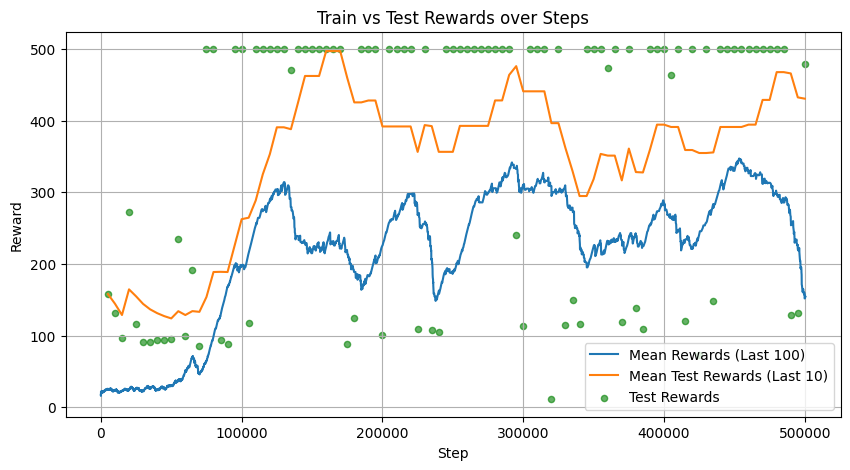 Train vs Test Rewards over Steps
500
400
300
200
100
0
Reward
0
100000
200000
300000
400000
500000
Step
Mean Rewards (Last 100)
Mean Test Rewards (Last 10)
Test Rewards